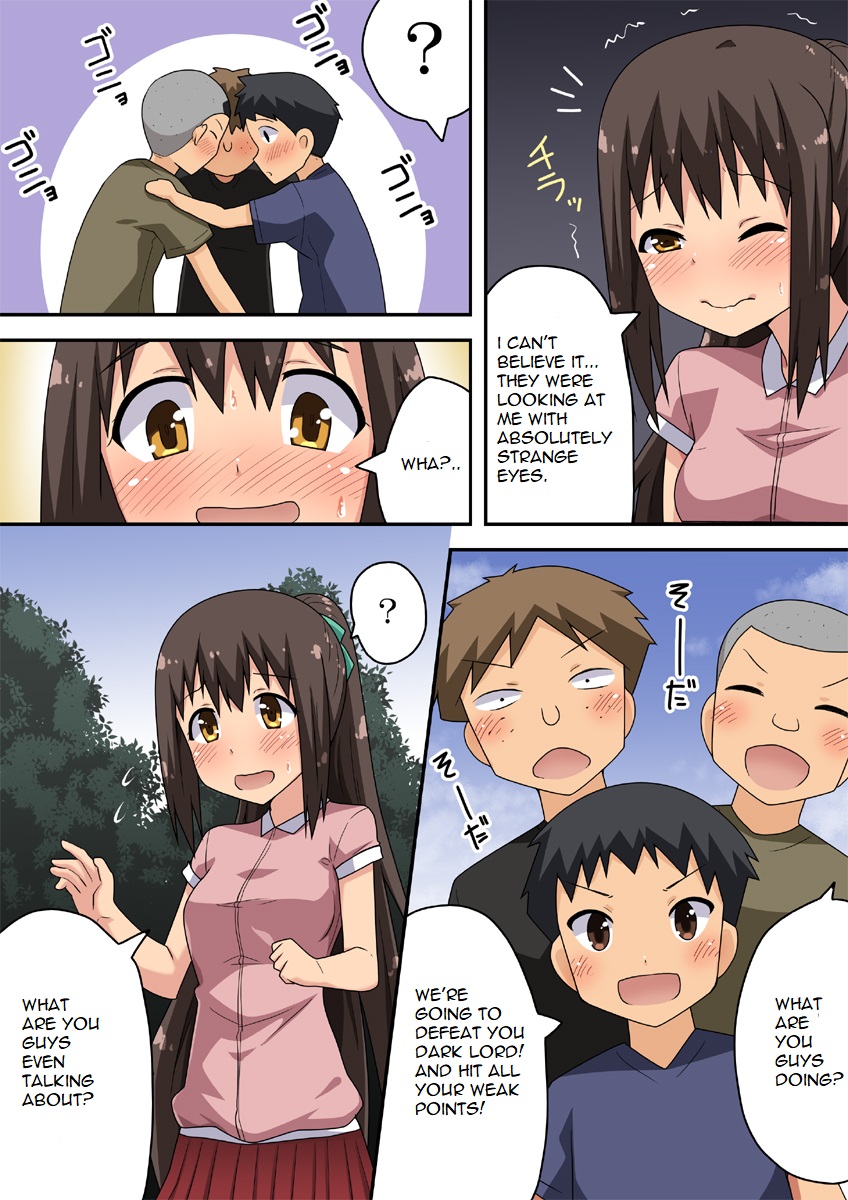 チラッ
I CAN'T
BELIEVE IT...
THEY WERE
LOOKING AT
ME WITH
ABSOLUTELY
STRANGE
EYES.
?
ゴニョ
ゴニョ
ゴニョ
ゴニョ
WHA?..
そーだ
そーだ
WHAT
ARE
YOU
GUYS
DOING?
WE'RE
GOING TO
DEFEAT YOU
DARK LORD!
AND HIT ALL
YOUR WEAK
POINTS!
?
WHAT
ARE YOU
GUYS
EVEN
TALKING
ABOUT?